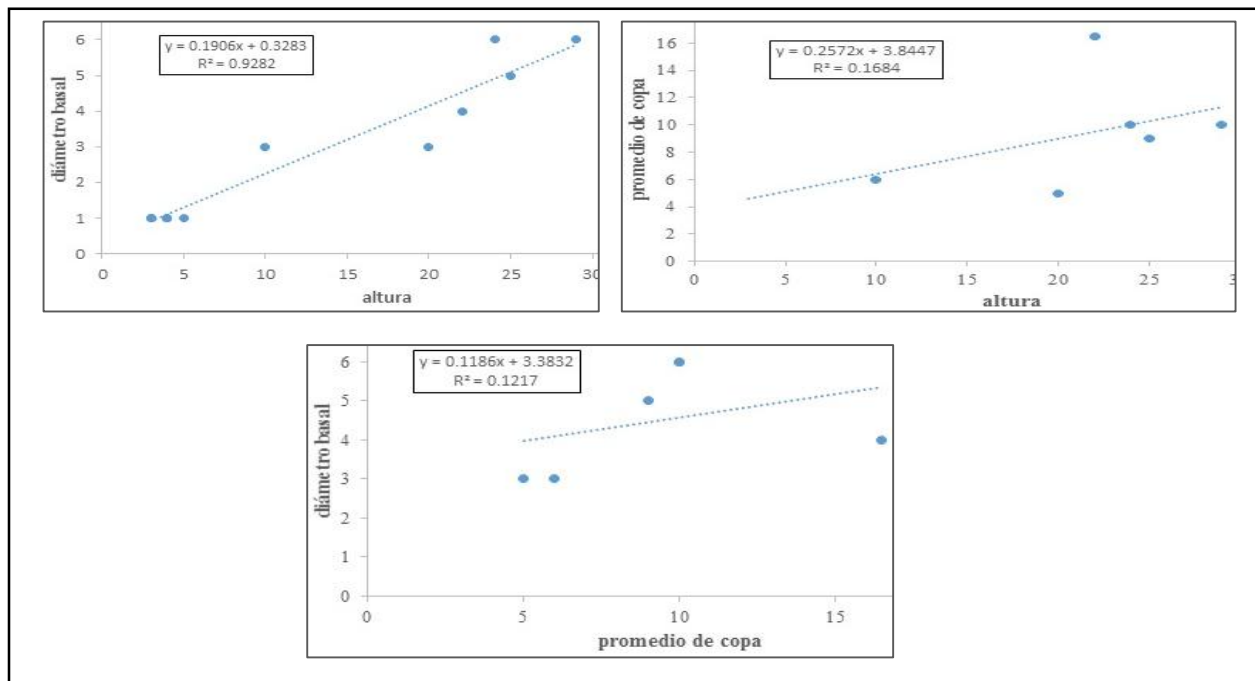 y = 0.1906x + 0.3283
R² = 0.9282
diámetro basal
6
5
4
3
2
1
0
0 5 10 15 20 25 30
altura
y = 0.2572x + 3.8447
R² = 0.1684
promedio de copa
16
14
12
10
8
6
4
2
0
0 5 10 15 20 25 3
altura
y = 0.1186x + 3.3832
R² = 0.1217
diámetro basal
6
5
4
3
2
1
0
0 5 10 15
promedio de copa